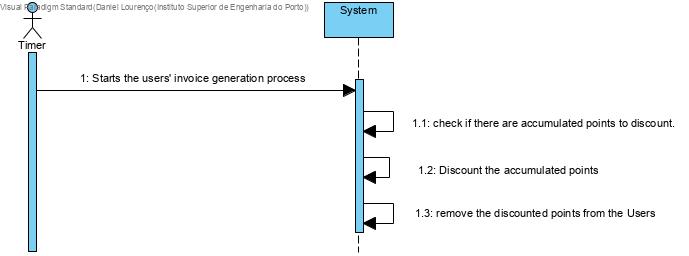 Visual Paradigm Standard(Daniel Lourenço(Instituto Superior de Engenharia do Porto))
System
Timer
1: Starts the users' invoice generation process
1.1: check if there are accumulated points to discount.
1.2: Discount the accumulated points
1.3: remove the discounted points from the Users